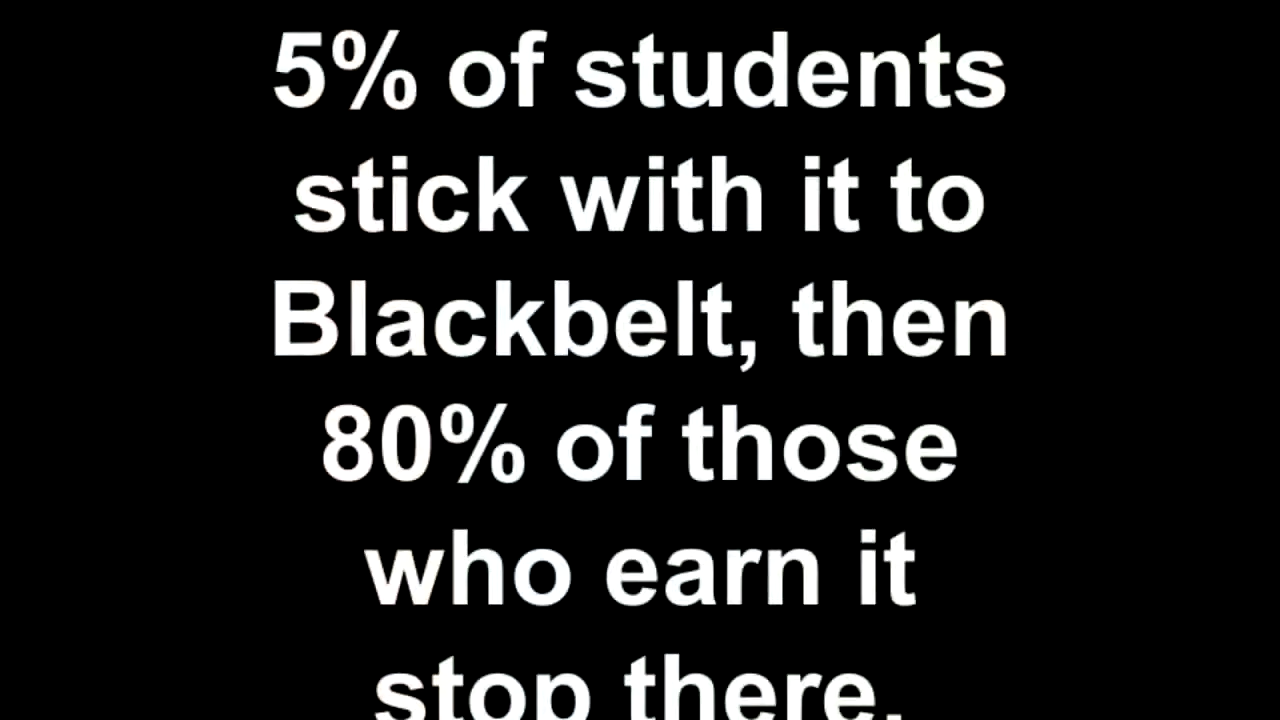 5% of students
stick with it to
Blackbelt, then
80% of those
who earn it
stop there.